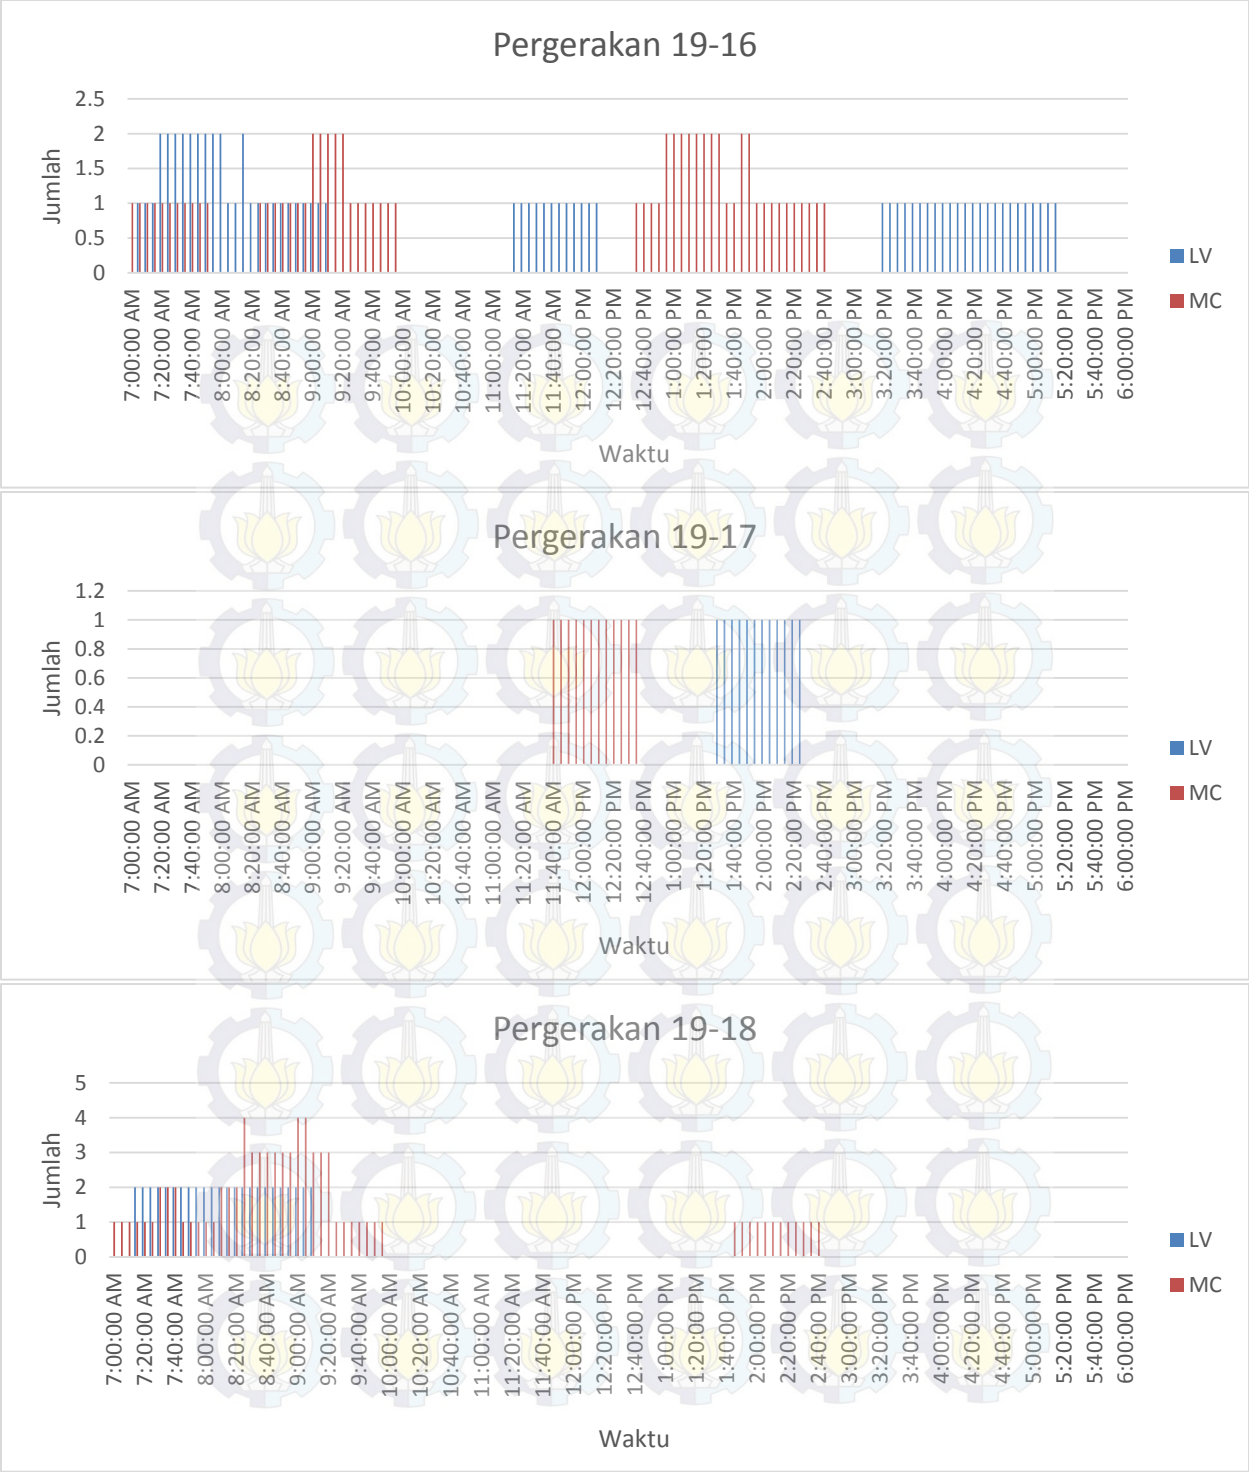 Pergerakan 19-16
2.5
2
1.5
1
0.5
0
Jumlah
7:00:00 AM
7:20:00 AM
7:40:00 AM
8:00:00 AM
8:20:00 AM
8:40:00 AM
9:00:00 AM
9:20:00 AM
9:40:00 AM
10:00:00 AM
10:20:00 AM
10:40:00 AM
11:00:00 AM
11:20:00 AM
11:40:00 AM
12:00:00 PM
12:20:00 PM
12:40:00 PM
1:00:00 PM
1:20:00 PM
1:40:00 PM
2:00:00 PM
2:20:00 PM
2:40:00 PM
3:00:00 PM
3:20:00 PM
3:40:00 PM
4:00:00 PM
4:20:00 PM
4:40:00 PM
5:00:00 PM
5:20:00 PM
5:40:00 PM
6:00:00 PM
Waktu
LV
MC
Pergerakan 19-17
1.2
1
0.8
0.6
0.4
0.2
0
Jumlah
7:00:00 AM
7:20:00 AM
7:40:00 AM
8:00:00 AM
8:20:00 AM
8:40:00 AM
9:00:00 AM
9:20:00 AM
9:40:00 AM
10:00:00 AM
10:20:00 AM
10:40:00 AM
11:00:00 AM
11:20:00 AM
11:40:00 AM
12:00:00 PM
12:20:00 PM
12:40:00 PM
1:00:00 PM
1:20:00 PM
1:40:00 PM
2:00:00 PM
2:20:00 PM
2:40:00 PM
3:00:00 PM
3:20:00 PM
3:40:00 PM
4:00:00 PM
4:20:00 PM
4:40:00 PM
5:00:00 PM
5:20:00 PM
5:40:00 PM
6:00:00 PM
Waktu
LV
MC
Pergerakan 19-18
5
4
3
2
1
0
Jumlah
7:00:00 AM
7:20:00 AM
7:40:00 AM
8:00:00 AM
8:20:00 AM
8:40:00 AM
9:00:00 AM
9:20:00 AM
9:40:00 AM
10:00:00 AM
10:20:00 AM
10:40:00 AM
11:00:00 AM
11:20:00 AM
11:40:00 AM
12:00:00 PM
12:20:00 PM
12:40:00 PM
1:00:00 PM
1:20:00 PM
1:40:00 PM
2:00:00 PM
2:20:00 PM
2:40:00 PM
3:00:00 PM
3:20:00 PM
3:40:00 PM
4:00:00 PM
4:20:00 PM
4:40:00 PM
5:00:00 PM
5:20:00 PM
5:40:00 PM
6:00:00 PM
Waktu
LV
MC